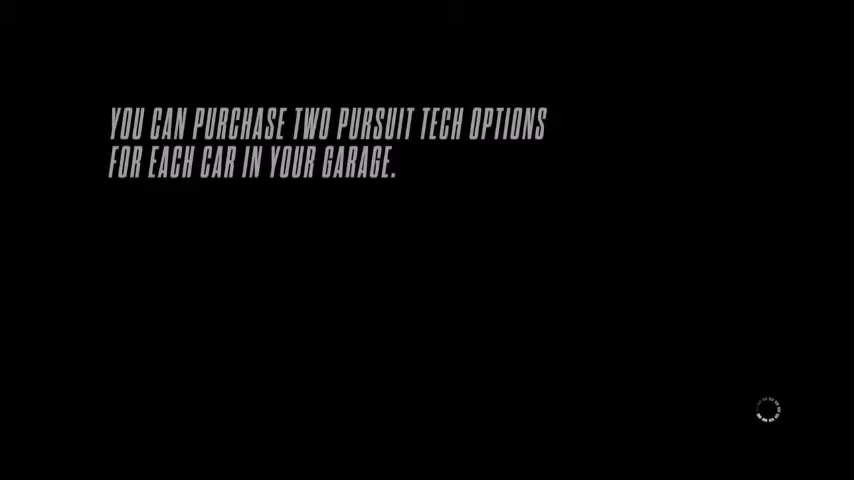 YOU CAN PURCHASE TWO PURSUIT TECH OPTIONS
FOR EACH CAR IN YOUR GARAGE.